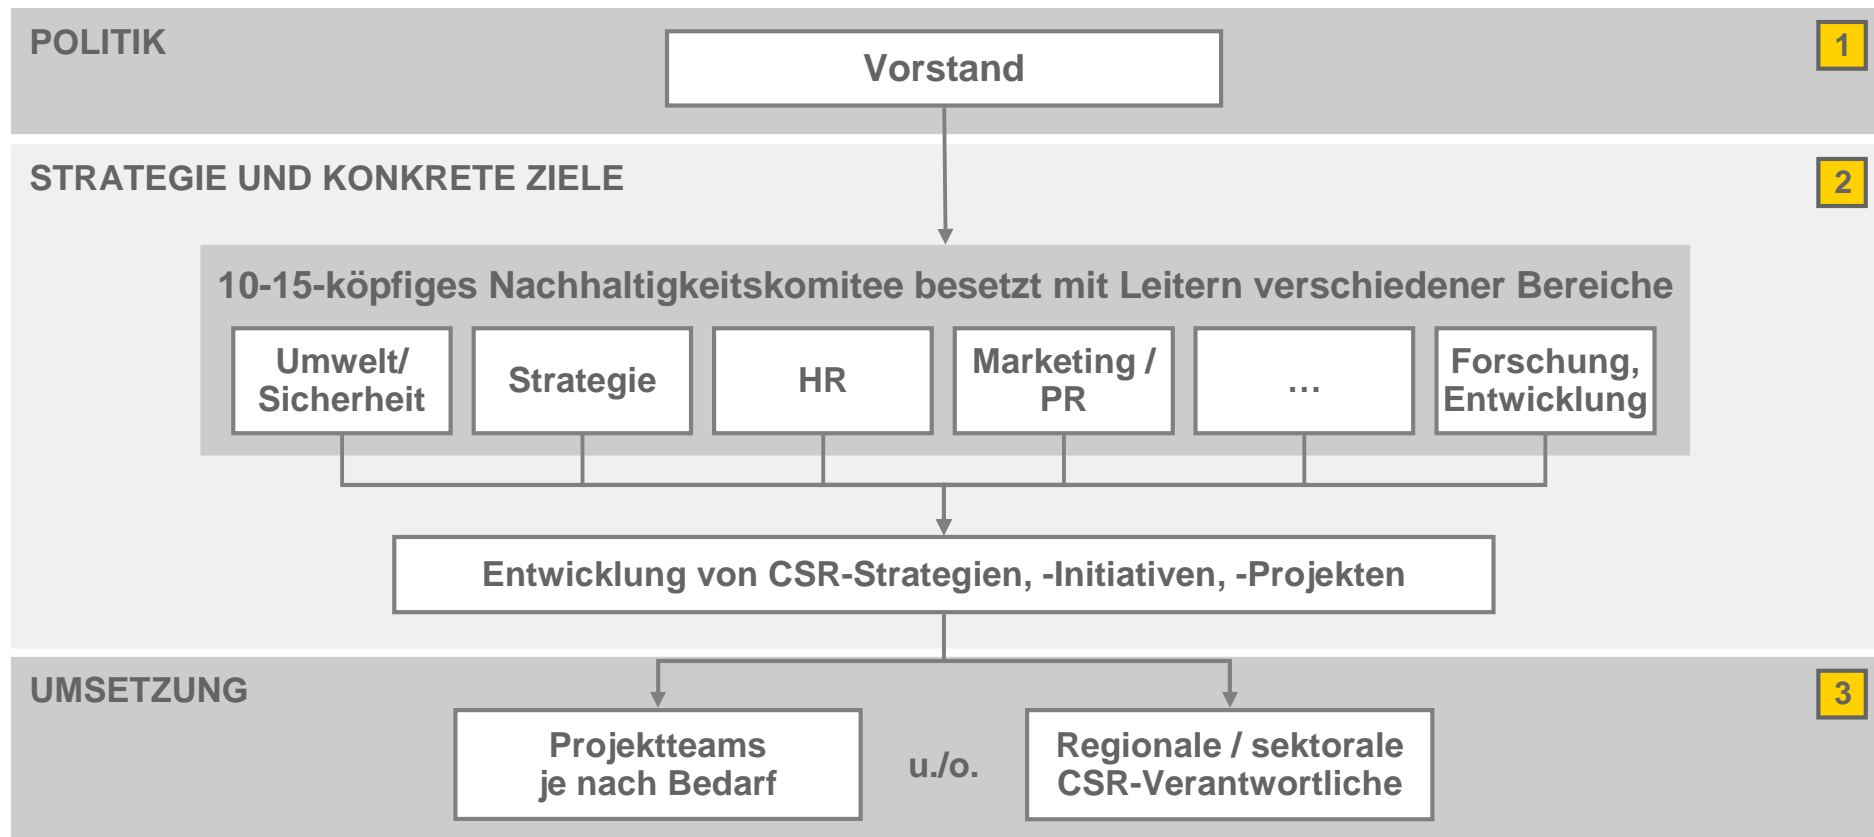 POLITIK
1
Vorstand
STRATEGIE UND KONKRETE ZIELE
2
10-15-köpfiges Nachhaltigkeitskomitee besetzt mit Leitern verschiedener Bereiche
Umwelt/
Sicherheit
Strategie
HR
Marketing /
PR
…
Forschung,
Entwicklung
Entwicklung von CSR-Strategien, -Initiativen, -Projekten
UMSETZUNG
3
Projektteams
je nach Bedarf
u./o.
Regionale / sektorale
CSR-Verantwortliche